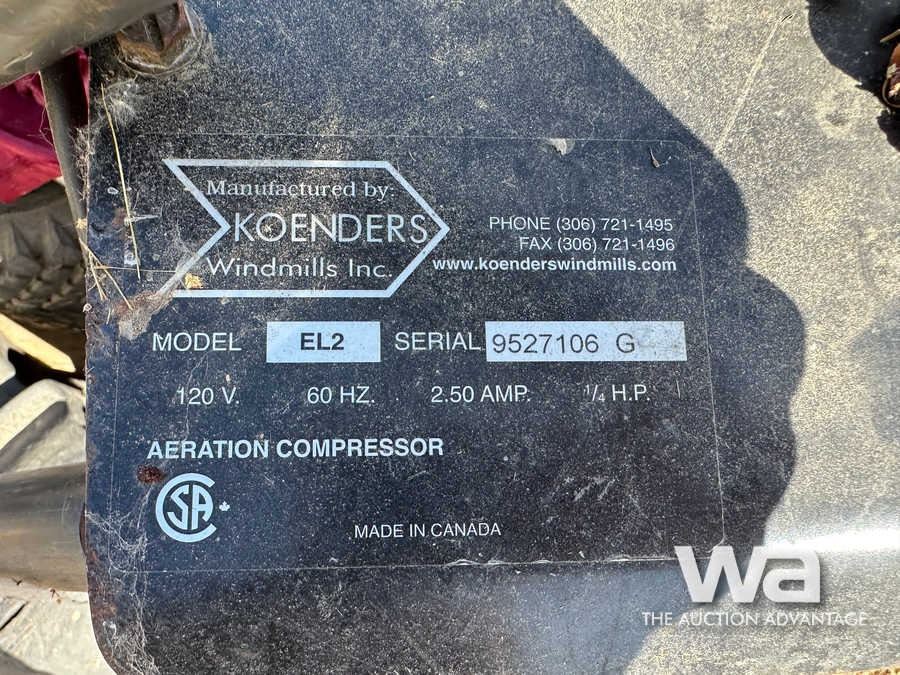 Manufactured by:
KOENDERS
Windmills Inc.
PHONE (306) 721-1495
FAX (306) 721-1496
www.koenderswindmills.com
MODEL EL2 SERIAL 9527106 G
120 V. 60 HZ. 2.50 AMP. 1/4 H.P.
AERATION COMPRESSOR
CSA
MADE IN CANADA
wa
THE AUCTION ADVANTAGE